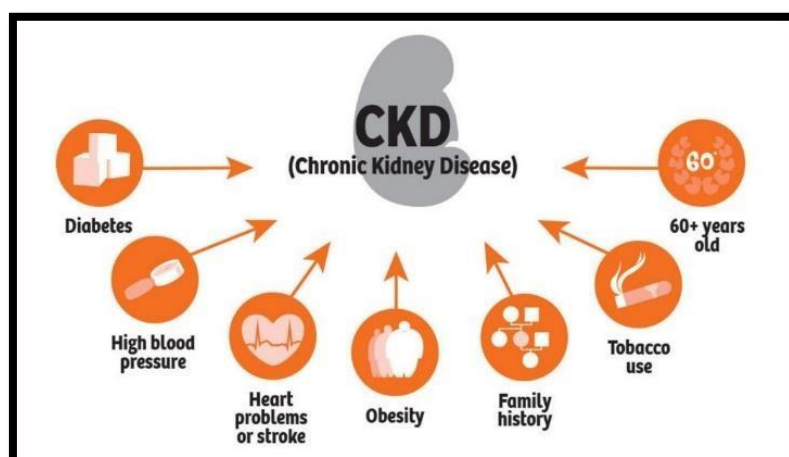 CKD
(Chronic Kidney Disease)
Diabetes
60
60+ years
old
High blood
pressure
Tobacco
use
Heart
problems
or stroke
Obesity
Family
history